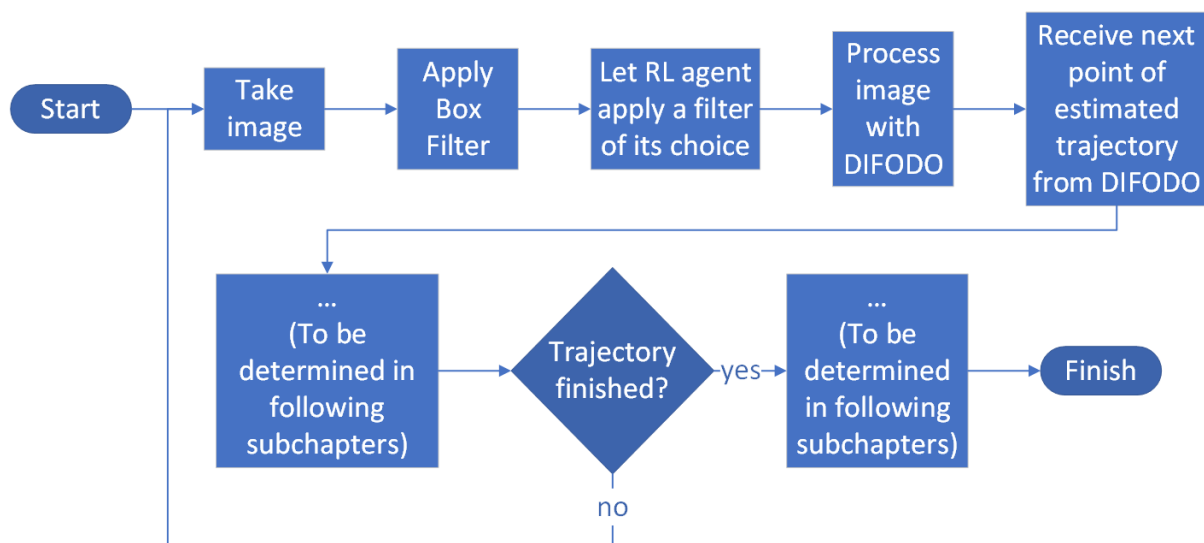 Start
Take
image
Apply
Box
Filter
Let RL agent
apply a filter
of its choice
Process
image
with
DIFODO
Receive next
point of
estimated
trajectory
from DIFODO
...
(To be
determined in
following
subchapters)
Trajectory
finished?
yes
...
(To be
determined
in following
subchapters)
Finish
no